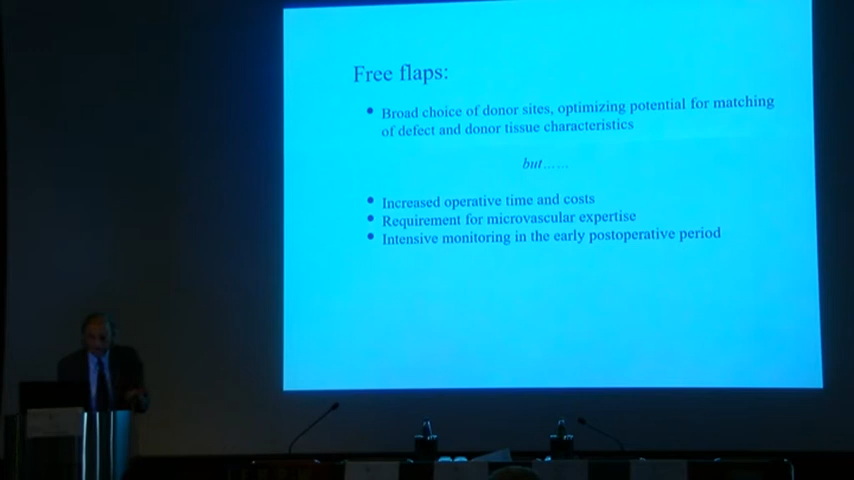 Free flaps:
• Broad choice of donor sites, optimizing potential for matching
of defect and donor tissue characteristics
but……
• Increased operative time and costs
• Requirement for microvascular expertise
• Intensive monitoring in the early postoperative period